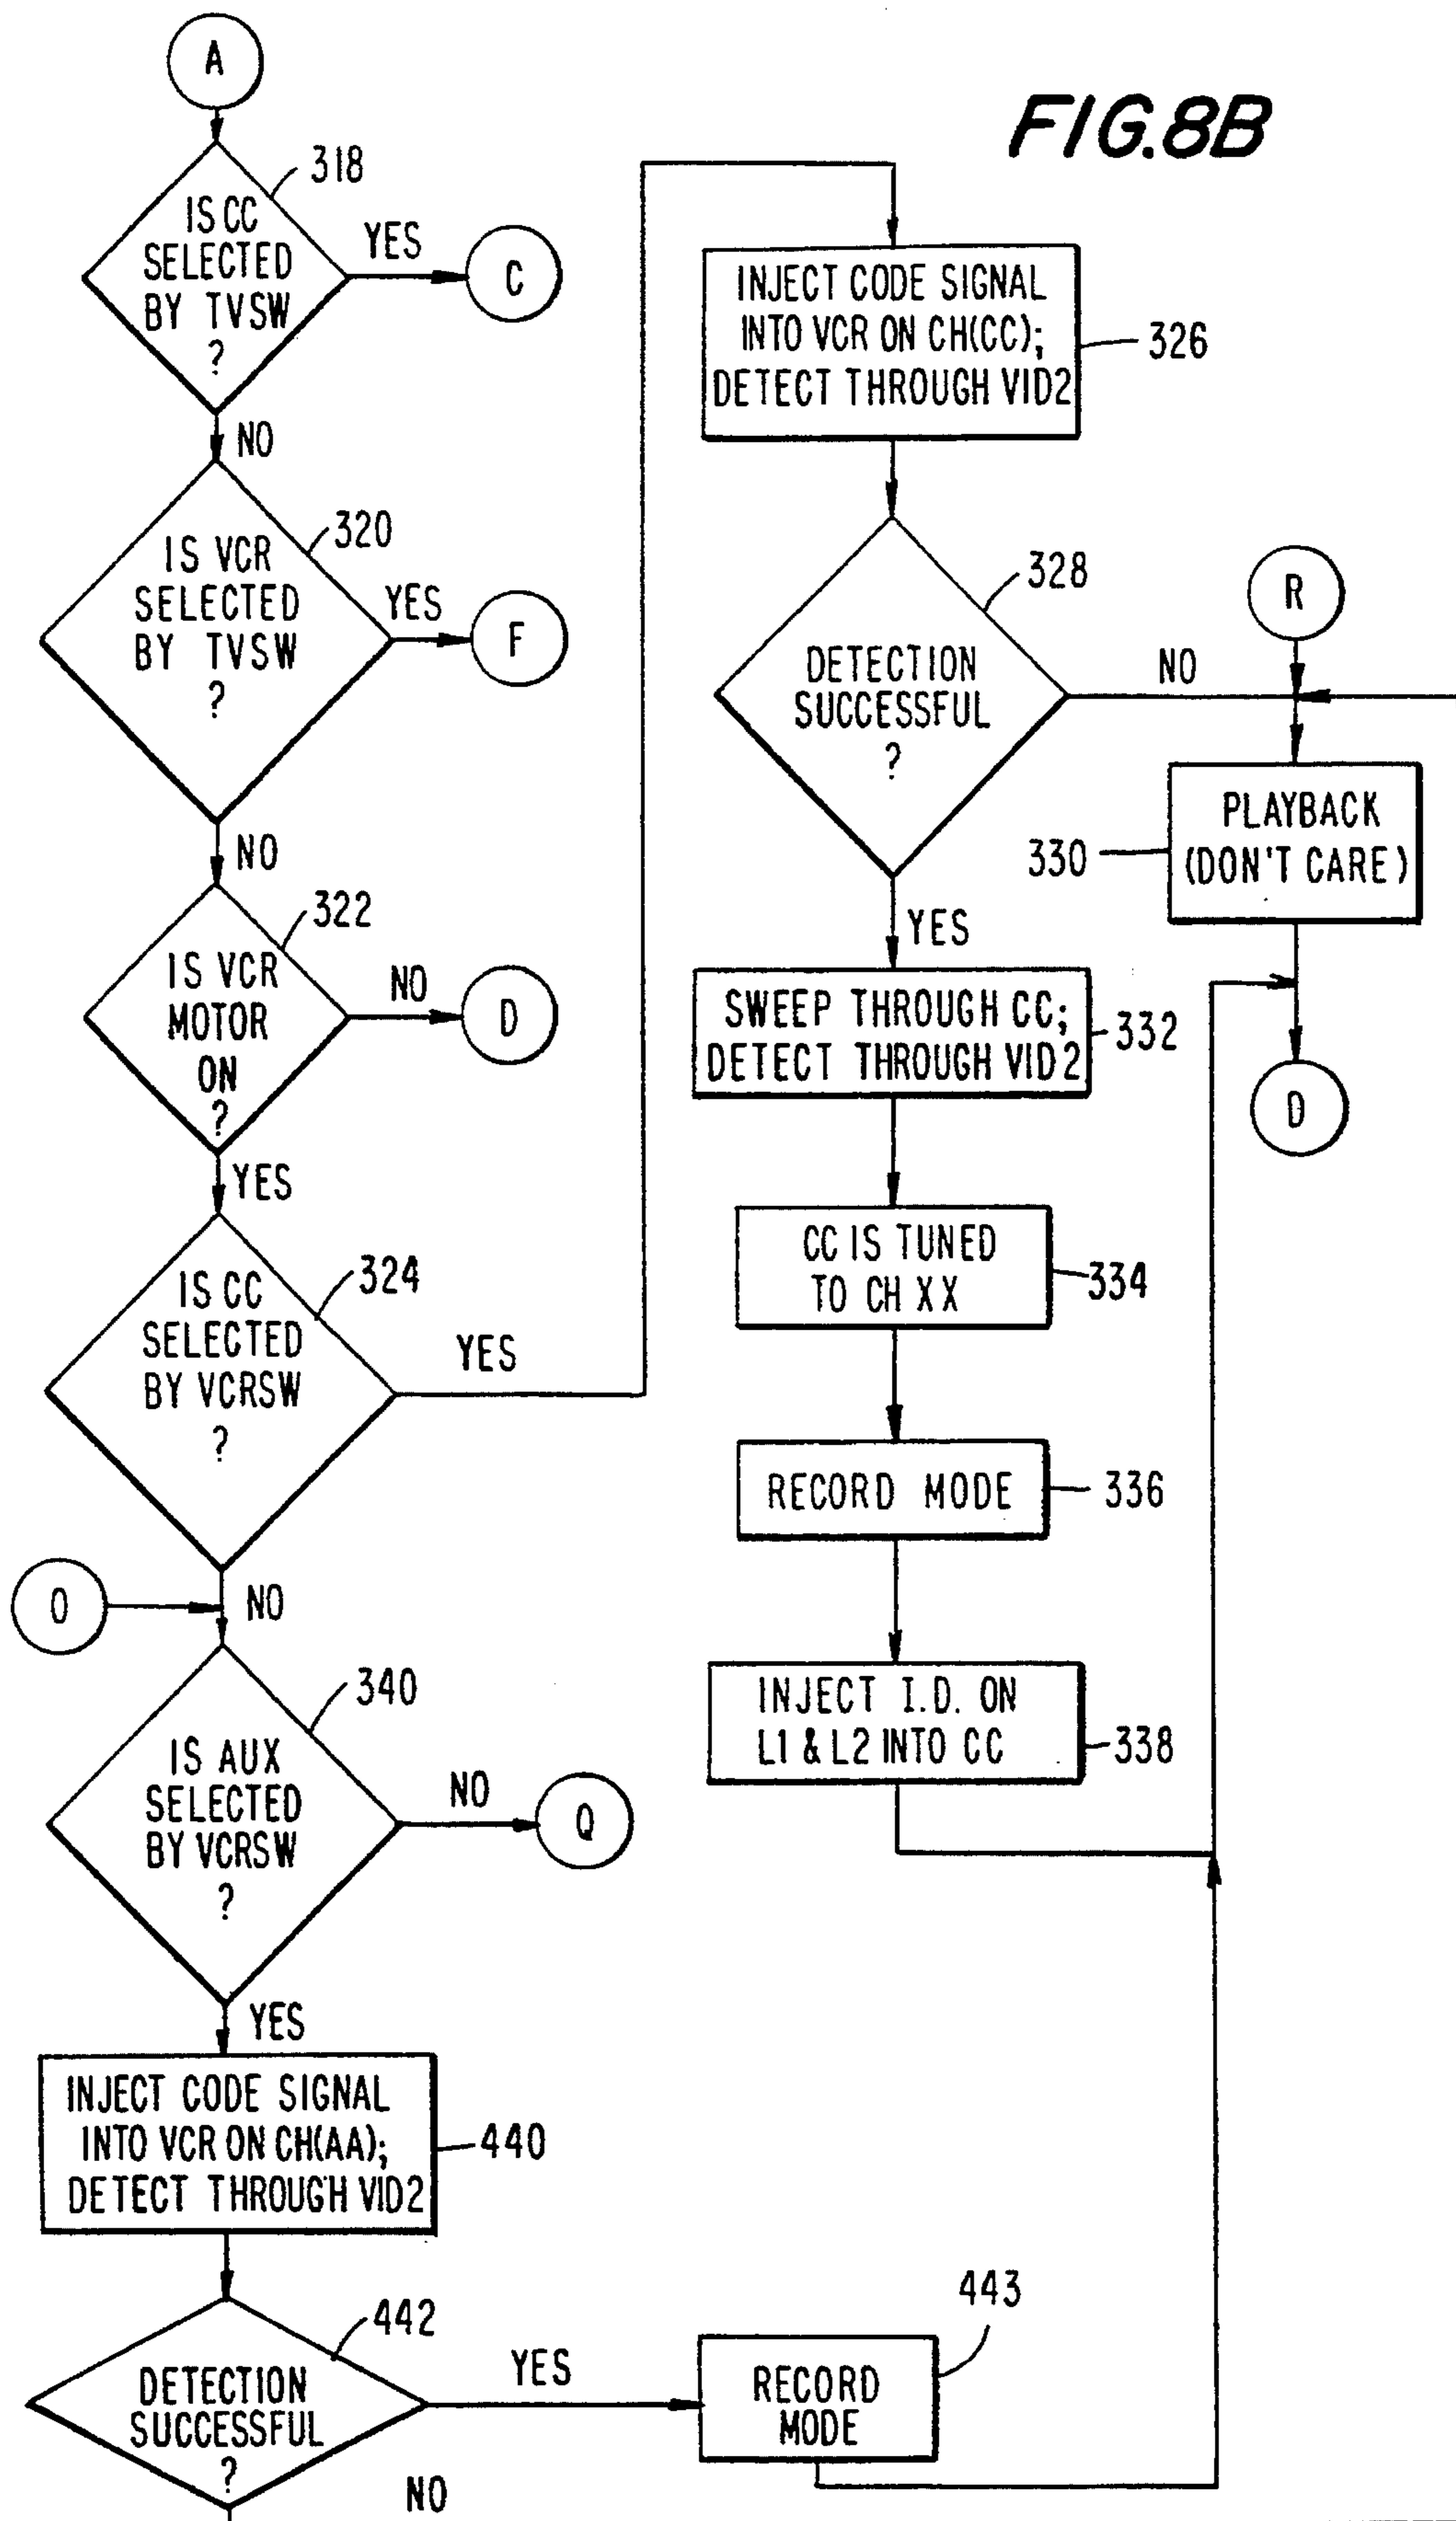 FIG.8B
A
318
IS CC
SELECTED
BY TVSW
?
YES
C
NO
320
IS VCR
SELECTED
BY TVSW
?
YES
F
NO
322
IS VCR
MOTOR
ON
?
NO
D
YES
324
IS CC
SELECTED
BY VCRSW
?
YES
O
NO
340
IS AUX
SELECTED
BY VCRSW
?
NO
Q
YES
INJECT CODE SIGNAL
INTO VCR ON CH(AA);
DETECT THROUGH VID2
440
442
DETECTION
SUCCESSFUL
?
YES
NO
443
RECORD
MODE
INJECT CODE SIGNAL
INTO VCR ON CH(CC);
DETECT THROUGH VID2
326
328
DETECTION
SUCCESSFUL
?
NO
R
PLAYBACK
(DON'T CARE)
330
D
YES
SWEEP THROUGH CC;
DETECT THROUGH VID2
332
CC IS TUNED
TO CH XX
334
RECORD MODE
336
INJECT I.D. ON
L1 & L2 INTO CC
338